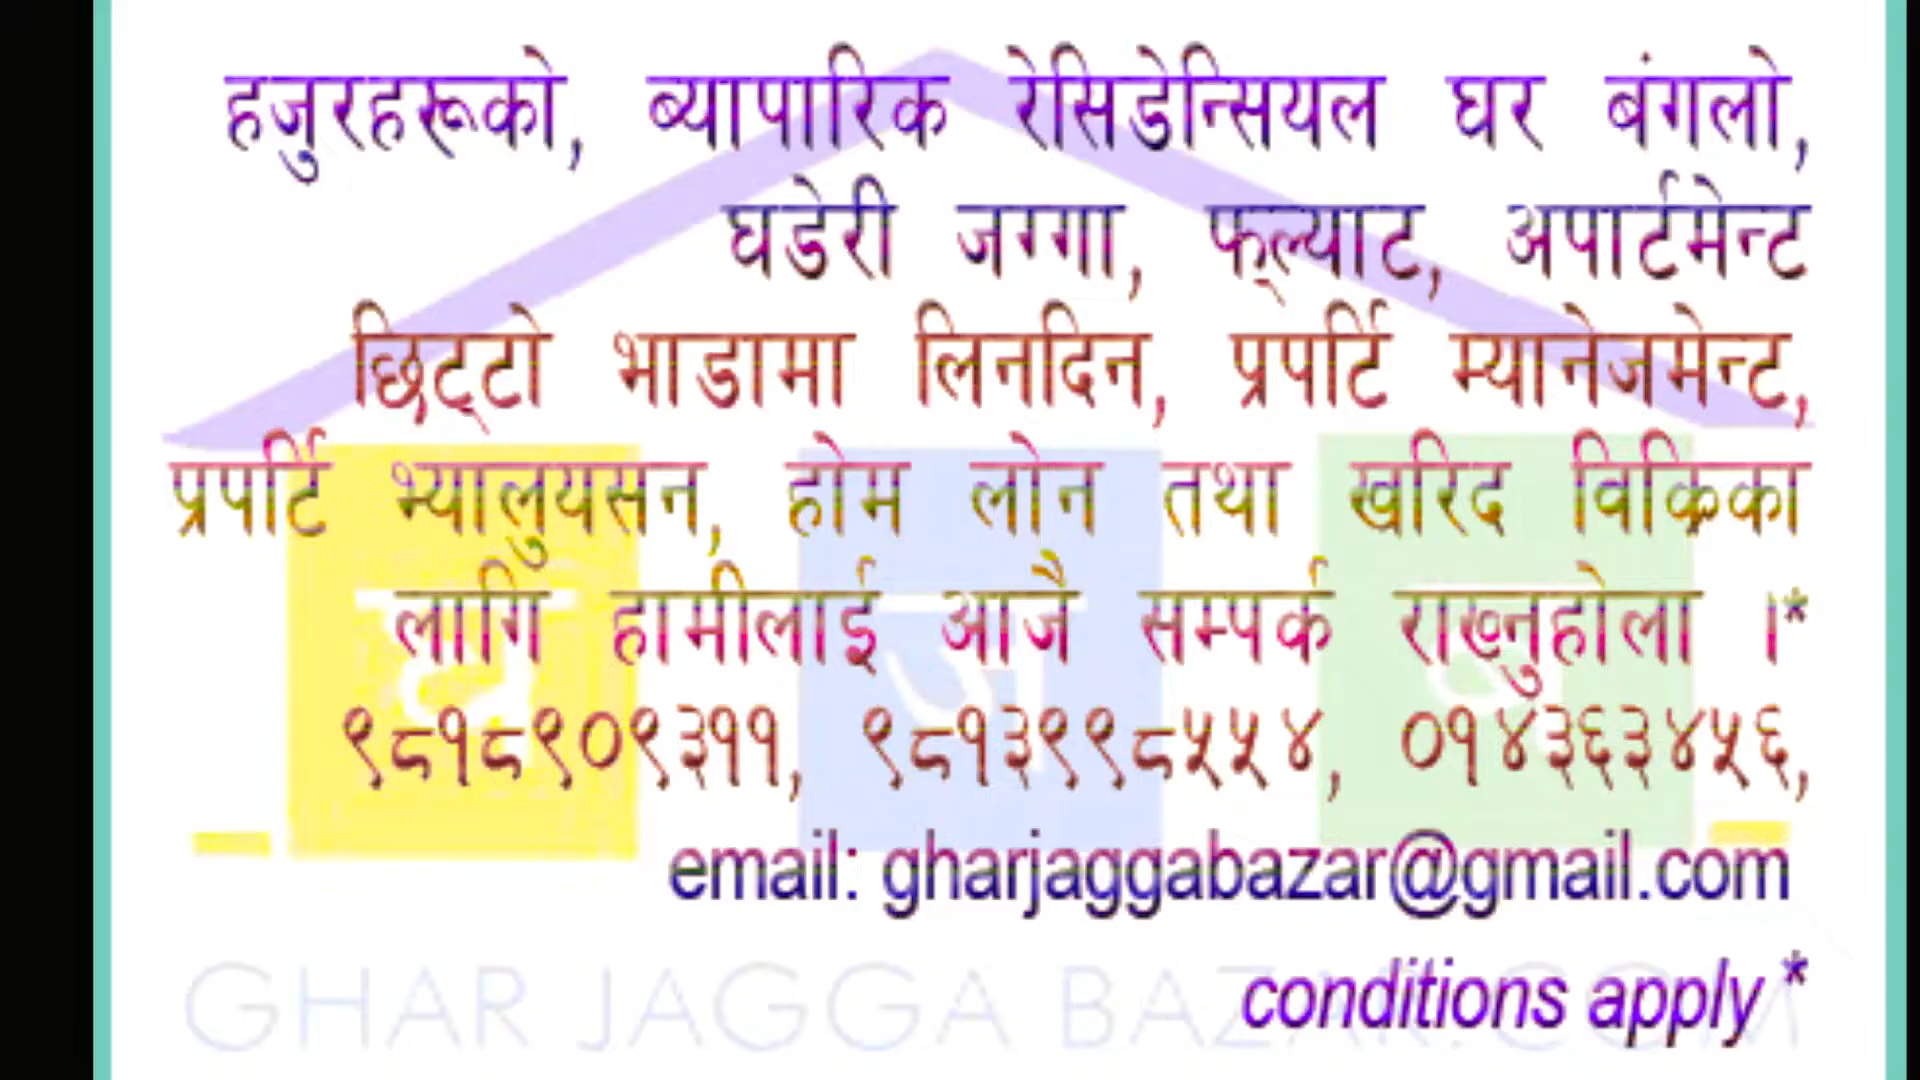 हजुरहरूको, ब्यापारिक रेसिडेन्सियल घर बंगलो,
घडेरी जग्गा, फ्ल्याट, अपार्टमेन्ट
छिट्टो भाडामा लिनदिन, प्रपर्टि म्यानेजमेन्ट,
प्रपर्टि भ्यालुयसन, होम लोन तथा खरिद विक्रिका
लागि हामीलाई आजै सम्पर्क राख्नुहोला ।*
९८१८९०९३११, ९८१३९९८५५४, ०१४३६३४५६,
email: gharjaggabazar@gmail.com
GHAR JAGGA BAZAR.COM
conditions apply *
घ ज ब